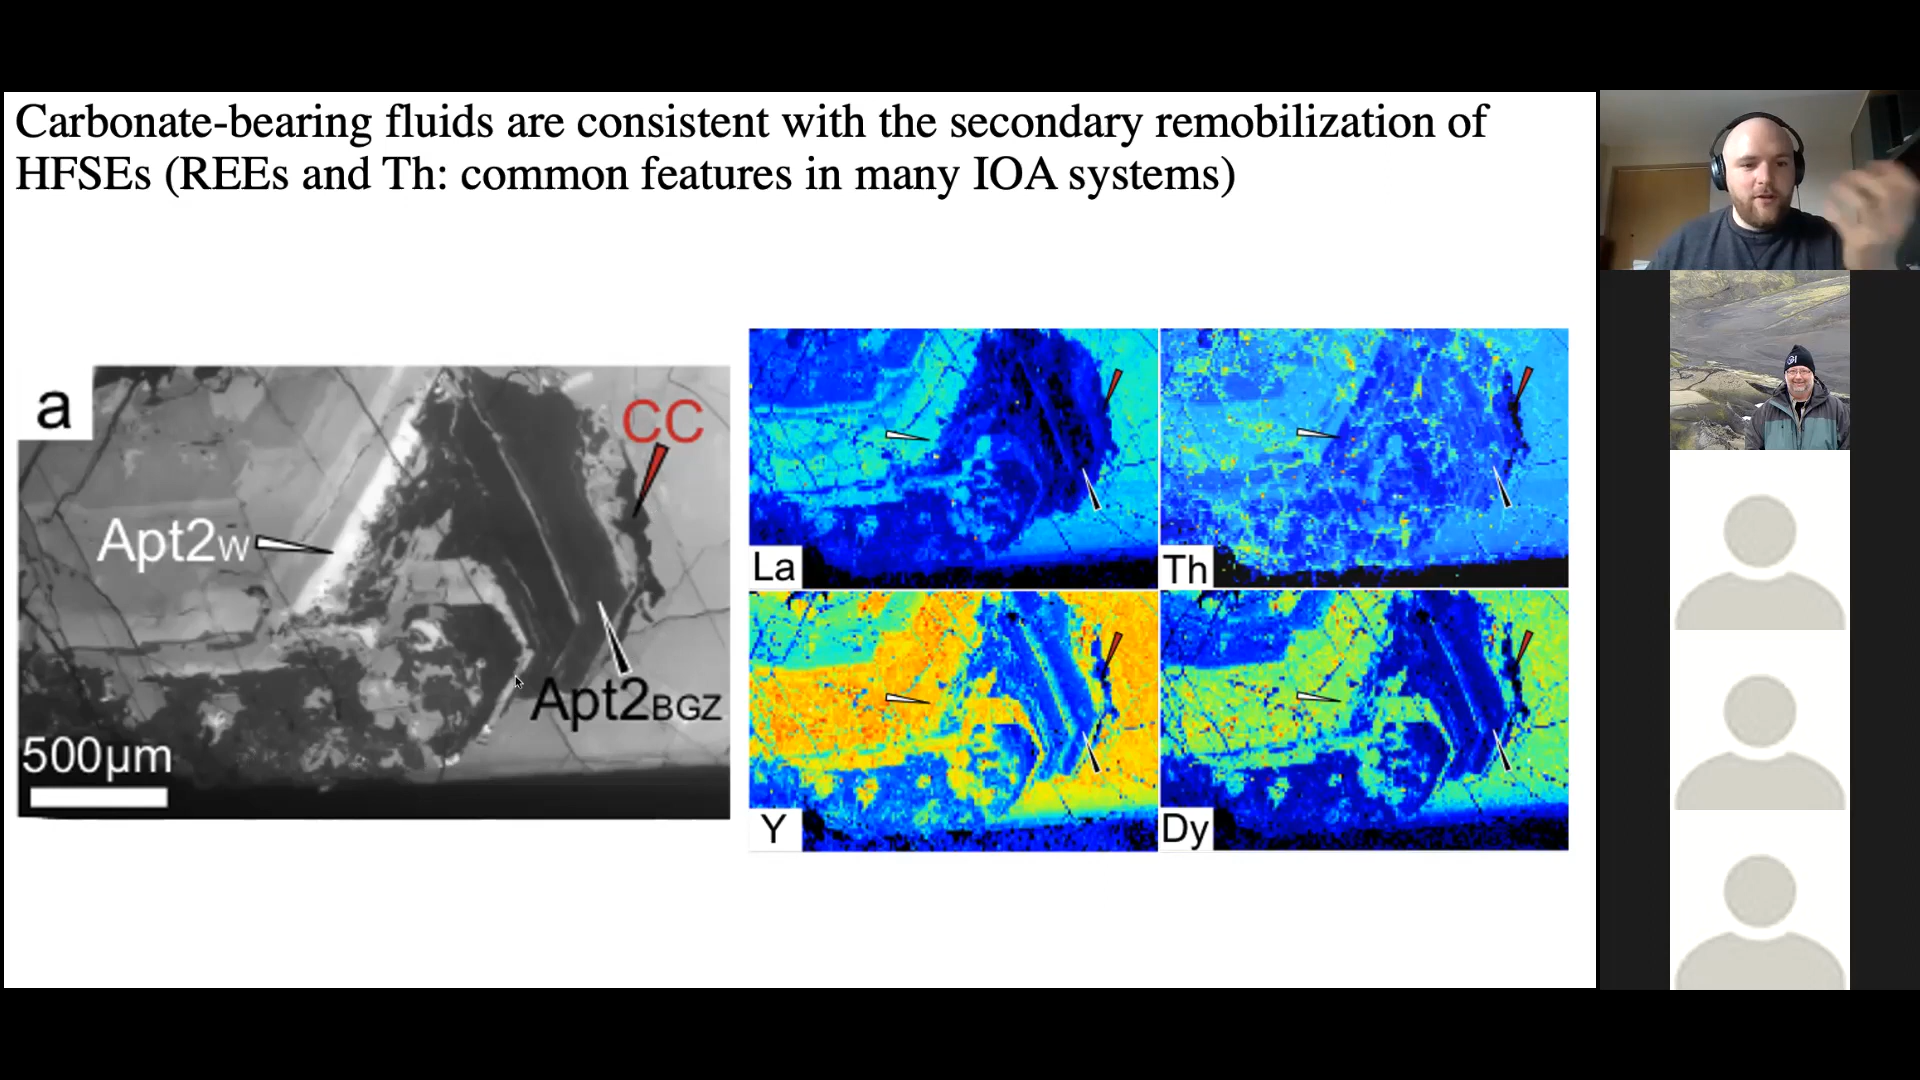 Carbonate-bearing fluids are consistent with the secondary remobilization of
HFSEs (REEs and Th: common features in many IOA systems)
a
CC
Apt2W
Apt2BGZ
500µm
La
Th
Y
Dy